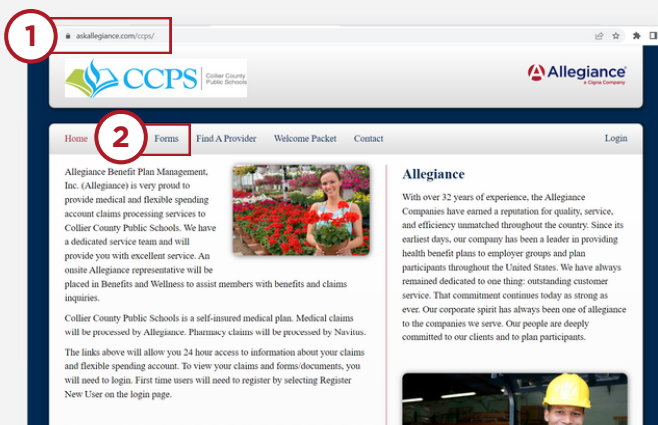 1
askallegiance.com/ccps/
CCPS
Collier County
Public Schools
Allegiance
a Cigna Company
Home
2
Forms
Find A Provider
Welcome Packet
Contact
Login
Allegiance Benefit Plan Management,
Inc. (Allegiance) is very proud to
provide medical and flexible spending
account claims processing services to
Collier County Public Schools. We have
a dedicated service team and will
provide you with excellent service. An
onsite Allegiance representative will be
placed in Benefits and Wellness to assist members with benefits and claims
inquiries.
Collier County Public Schools is a self-insured medical plan. Medical claims
will be processed by Allegiance. Pharmacy claims will be processed by Navitus.
The links above will allow you 24 hour access to information about your claims
and flexible spending account. To view your claims and forms/documents, you
will need to login. First time users will need to register by selecting Register
New User on the login page.
Allegiance
With over 32 years of experience, the Allegiance
Companies have earned a reputation for quality, service,
and efficiency unmatched throughout the country. Since its
earliest days, our company has been a leader in providing
health benefit plans to employer groups and plan
participants throughout the United States. We have always
remained dedicated to one thing: outstanding customer
service. That commitment continues today as strong as
ever. Our corporate spirit has always been one of allegiance
to the companies we serve. Our people are deeply
committed to our clients and to plan participants.